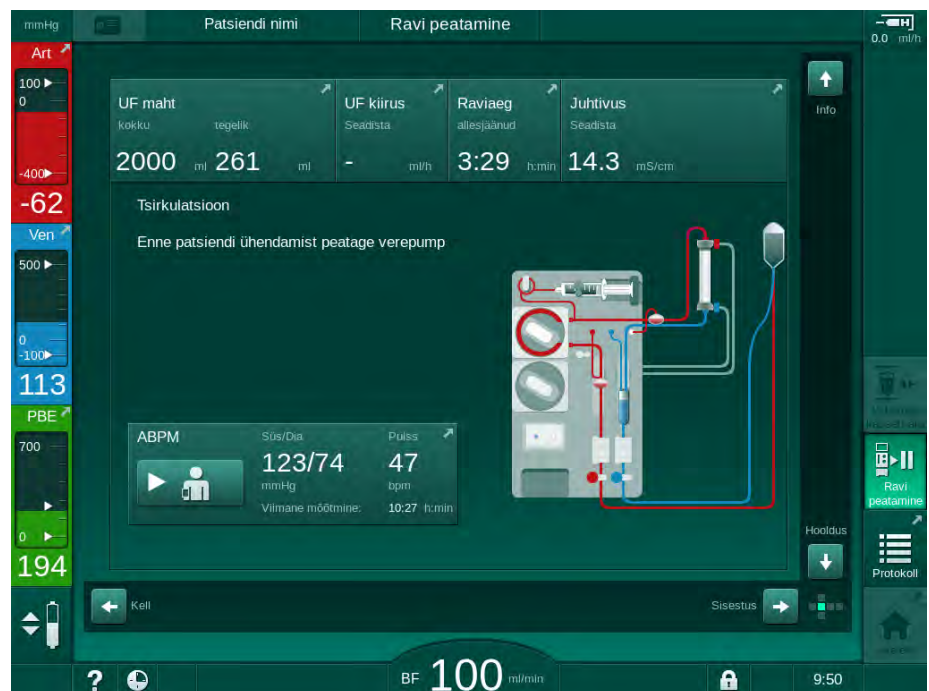 mmHg
Patsiendi nimi
Ravi peatamine
0.0 ml/h
Art
100
0
-400
-62
Ven
500
0
-100
113
PBE
700
0
194
UF maht
kokku
tegelik
2000 ml 261 ml
UF kiirus
Seadista
- ml/h
Raviaeg
allesjäänud
3:29 h:min
Juhtivus
Seadista
14.3 mS/cm
Tsirkulatsioon
Enne patsiendi ühendamist peatage verepump
ABPM
Süs/Dia
Pulss
123/74
47
mmHg
bpm
Viimane mõõtmine:
10:27 h:min
Info
Hooldus
Ravi
peatamine
Protokoll
Kell
Sisestus
? BF 100 ml/min
9:50